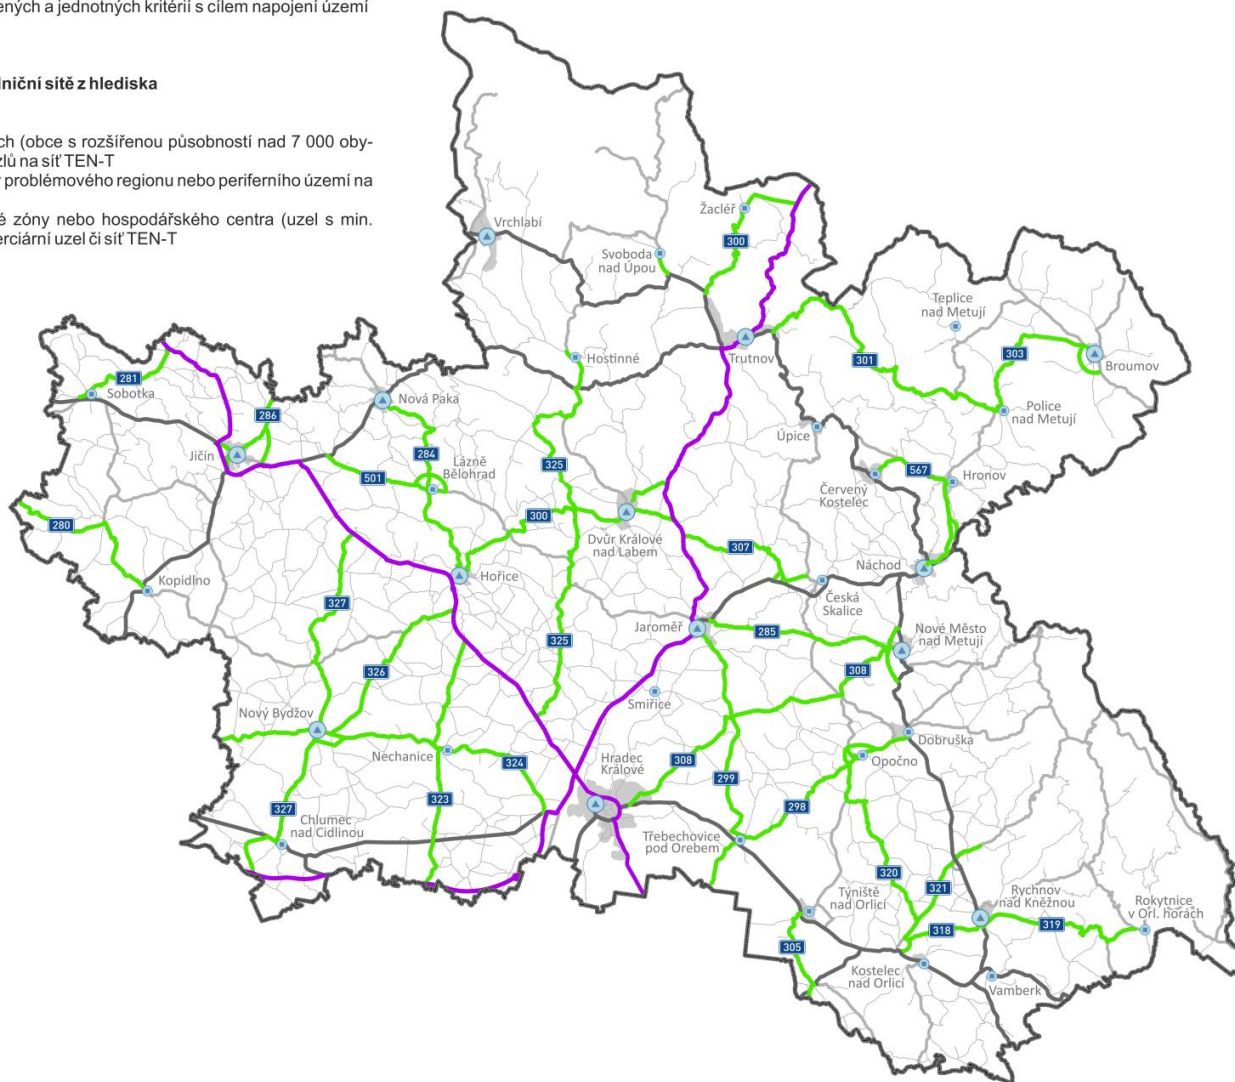 ených a jednotných kritérií s cílem napojení území
lniční sítě z hlediska
ch (obce s rozšířenou působností nad 7 000 oby-
zlů na síť TEN-T
v problémového regionu nebo periferního území na
é zóny nebo hospodářského centra (uzel s min.
erciární uzel či síť TEN-T
Vrchlabí
Žacléř
300
Svoboda
nad Úpou
Teplice
nad Metují
Trutnov
Hostinné
301
303
Broumov
281
Sobotka
286
Nová Paka
Police
nad Metují
Jičín
284
Lázně
Bělohrad
501
325
Úpice
567
Hronov
Červený
Kostelec
280
300
Dvůr Králové
nad Labem
307
Náchod
Kopidlno
Hořice
Česká
Skalice
327
Jaroměř
285
Nové Město
nad Metují
325
326
308
Smiřice
Nový Bydžov
Dobruška
Nechanice
324
Hradec
Králové
308
Opočno
299
323
327
298
Chlumec
nad Cidlinou
Třebechovice
pod Orebem
320
321
Týniště
nad Orlicí
Rychnov
nad Kněžnou
Rokytnice
v Orl. horách
318
319
305
Kostelec
nad Orlicí
Vamberk